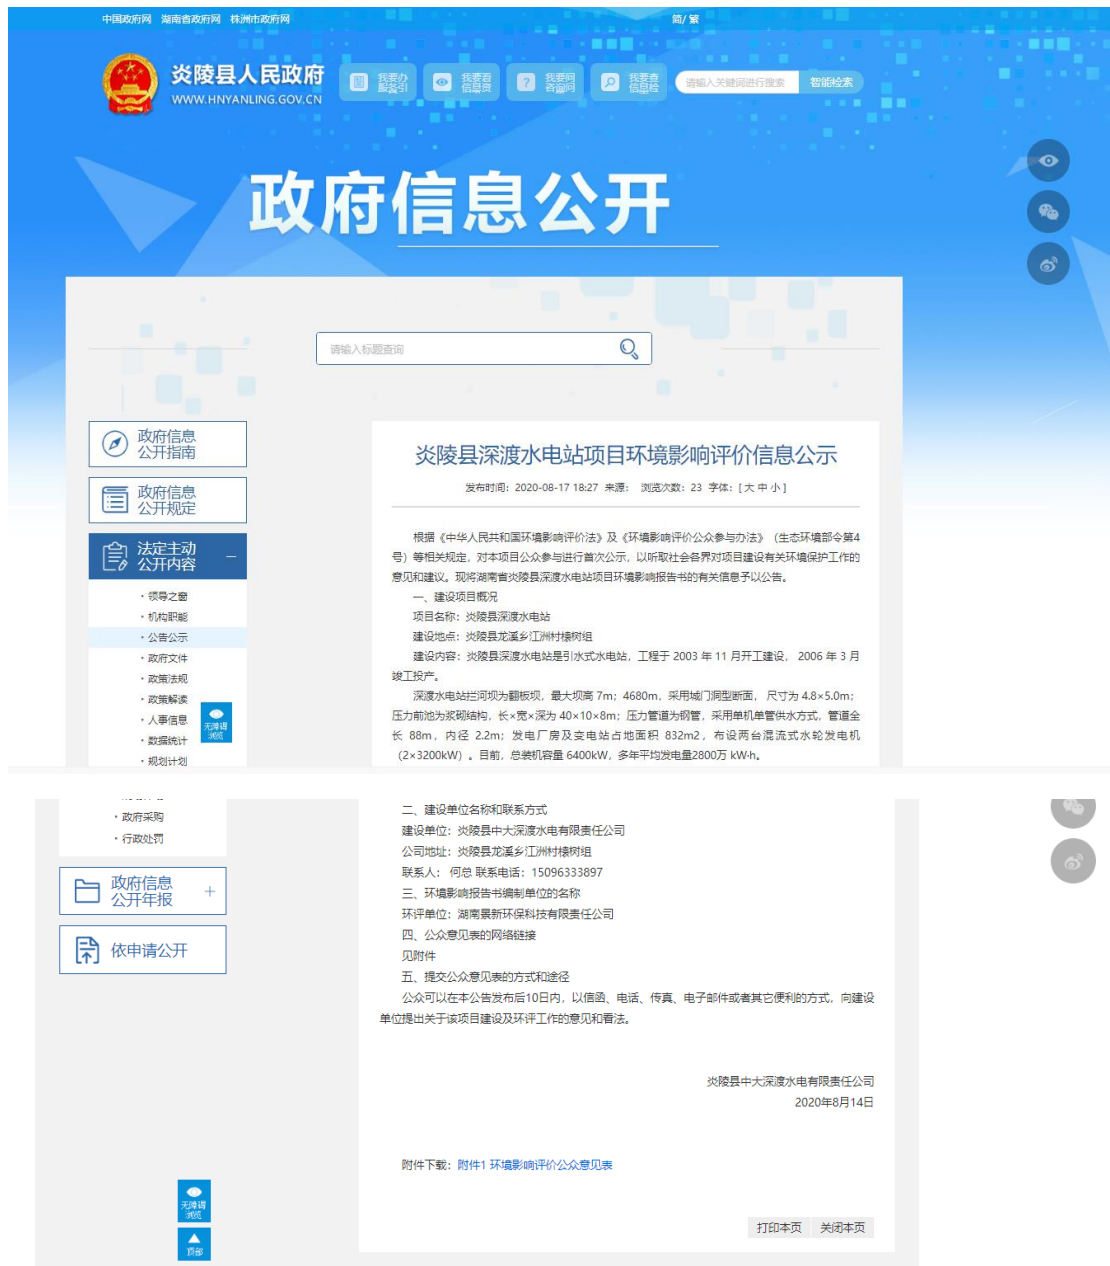 中国政府网 湖南省政府网 株洲市政府网
简/ 繁
炎陵县人民政府
WWW.HNYANLING.GOV.CN
我要办
服务引
我要看
信息资
我要问
咨面问
我要查
信息检
请输入关键词进行搜索
智能检索
政府信息公开
请输入标题查询
政府信息
公开指南
政府信息
公开规定
法定主动
公开内容
· 领导之窗
· 机构职能
· 公告公示
· 政府文件
· 政策法规
· 政策解读
· 人事信息
· 数据统计
· 规划计划
无障碍
浏览
炎陵县深渡水电站项目环境影响评价信息公示
发布时间：2020-08-17 18:27 来源： 浏览次数：23 字体：[ 大 中 小 ]
根据《中华人民共和国环境影响评价法》及《环境影响评价公众参与办法》（生态环境部令第4
号）等相关规定，对本项目公众参与进行首次公示，以听取社会各界对项目建设有关环境保护工作的
意见和建议。现将湖南省炎陵县深渡水电站项目环境影响报告书的有关信息予以公告。
一、建设项目概况
项目名称：炎陵县深渡水电站
建设地点：炎陵县龙溪乡江洲村榛树组
建设内容：炎陵县深渡水电站是引水式水电站，工程于 2003 年 11 月开工建设， 2006 年 3 月
竣工投产。
深渡水电站拦河坝为翻板坝，最大坝高 7m；4680m，采用城门洞型断面， 尺寸为 4.8×5.0m；
压力前池为浆砌结构，长×宽×深为 40×10×8m；压力管道为钢管，采用单机单管供水方式，管道全
长 88m，内径 2.2m；发电厂房及变电站占地面积 832m2，布设两台混流式水轮发电机
（2×3200kW）。目前，总装机容量 6400kW，多年平均发电量2800万 kW·h。
· 政府采购
· 行政处罚
政府信息
公开年报
依申请公开
无障碍
浏览
顶部
二、建设单位名称和联系方式
建设单位：炎陵县中大深渡水电有限责任公司
公司地址：炎陵县龙溪乡江洲村榛树组
联系人： 何总 联系电话：15096333897
三、环境影响报告书编制单位的名称
环评单位：湖南景新环保科技有限责任公司
四、公众意见表的网络链接
见附件
五、提交公众意见表的方式和途径
公众可以在本公告发布后10日内，以信函、电话、传真、电子邮件或者其它便利的方式，向建设
单位提出关于该项目建设及环评工作的意见和看法。
炎陵县中大深渡水电有限责任公司
2020年8月14日
附件下载：附件1 环境影响评价公众意见表
打印本页 关闭本页